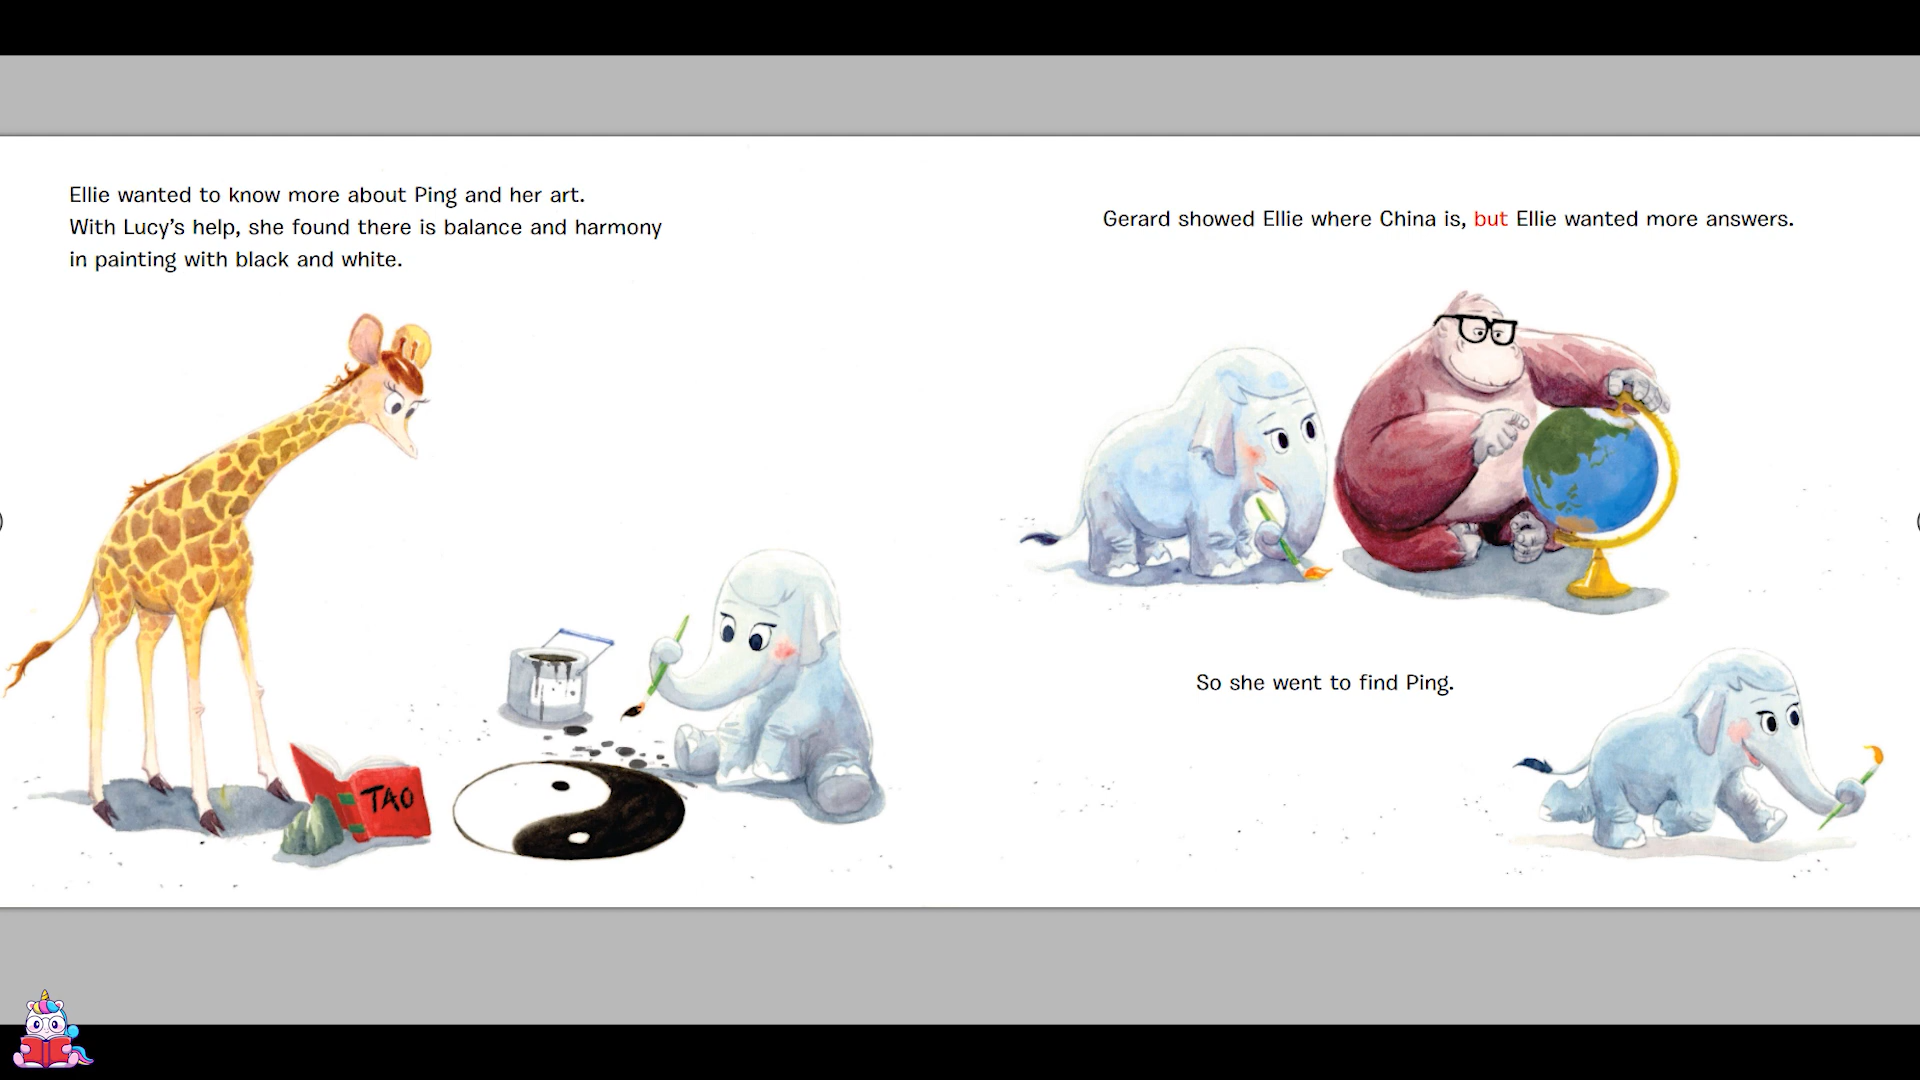 Ellie wanted to know more about Ping and her art.
With Lucy's help, she found there is balance and harmony
in painting with black and white.
TAO
Gerard showed Ellie where China is, but Ellie wanted more answers.
So she went to find Ping.